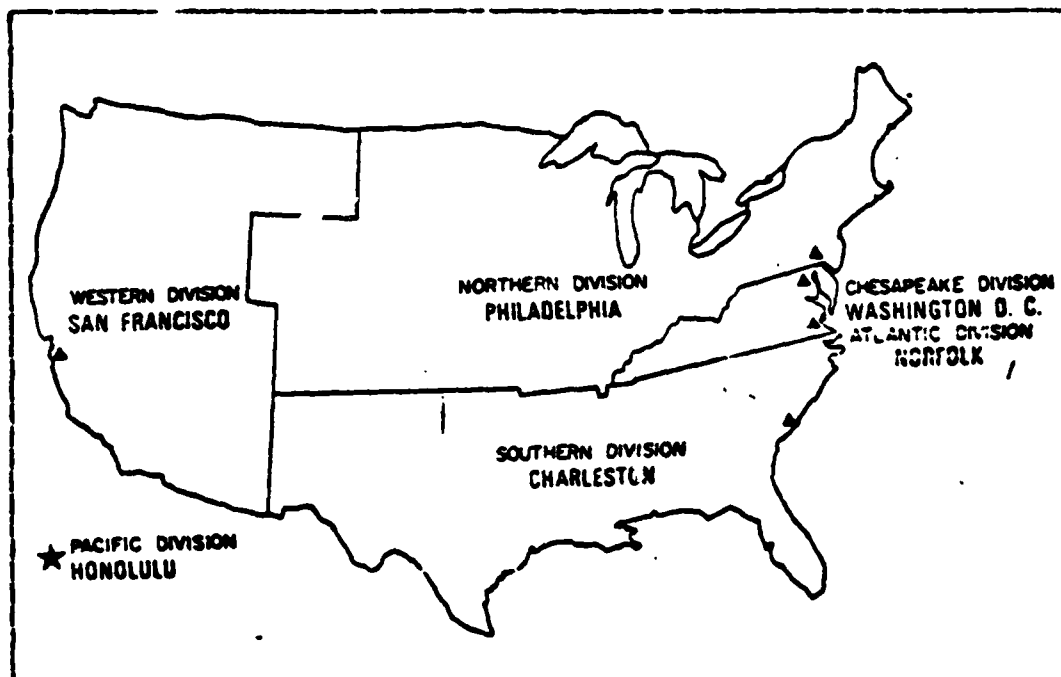 WESTERN DIVISION
SAN FRANCISCO
NORTHERN DIVISION
PHILADELPHIA
CHESAPEAKE DIVISION
WASHINGTON D. C.
ATLANTIC DIVISION
NORFOLK
SOUTHERN DIVISION
CHARLESTON
PACIFIC DIVISION
HONOLULU